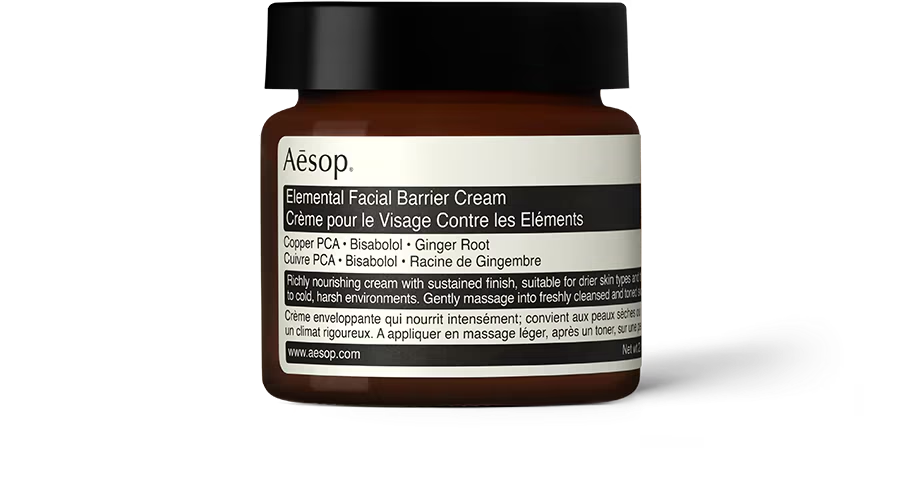 Aēsop®
Elemental Facial Barrier Cream
Crème pour le Visage Contre les Eléments
Copper PCA • Bisabolol • Ginger Root
Cuivre PCA • Bisabolol • Racine de Gingembre
Richly nourishing cream with sustained finish, suitable for drier skin types and
to cold, harsh environments. Gently massage into freshly cleansed and toned
Crème enveloppante qui nourrit intensément; convient aux peaux sèches ou
un climat rigoureux. A appliquer en massage léger, après un toner, sur une
www.aesop.com
Net wt 2